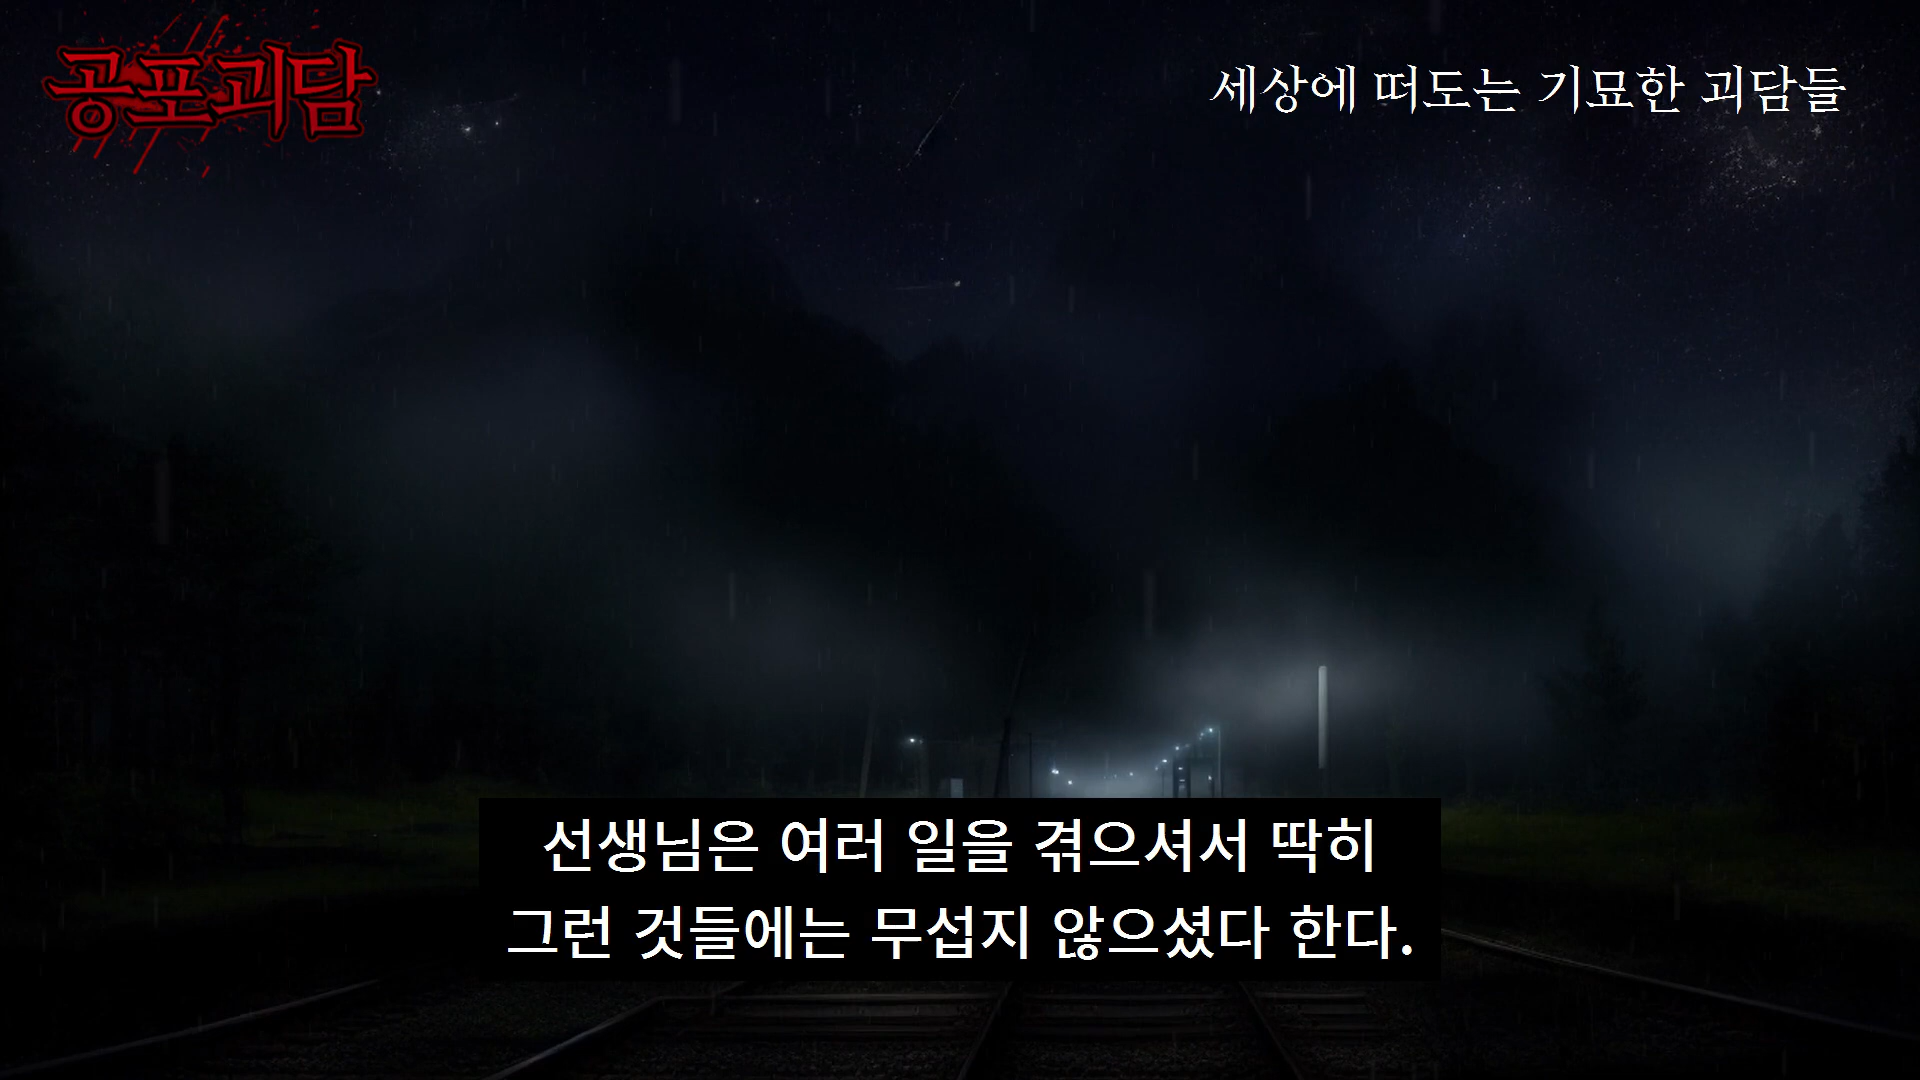 공포괴담
세상에 떠도는 기묘한 괴담들
선생님은 여러 일을 겪으셔서 딱히
그런 것들에는 무섭지 않으셨다 한다.